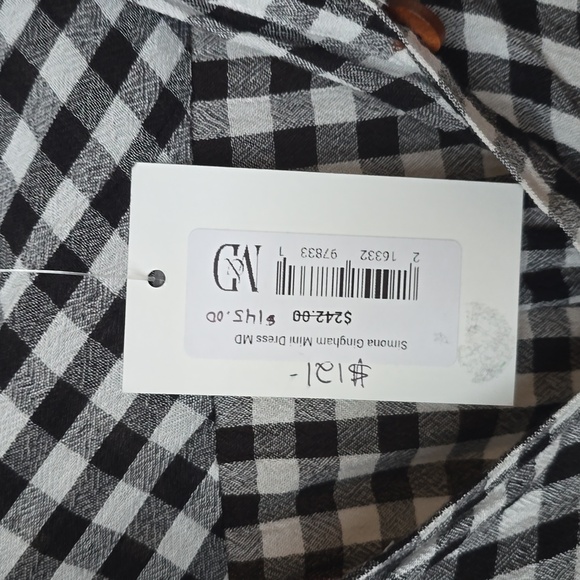 $121-
Simona Gingham Mini Dress MD
$242.00 $145.00
2 16332 97833 1